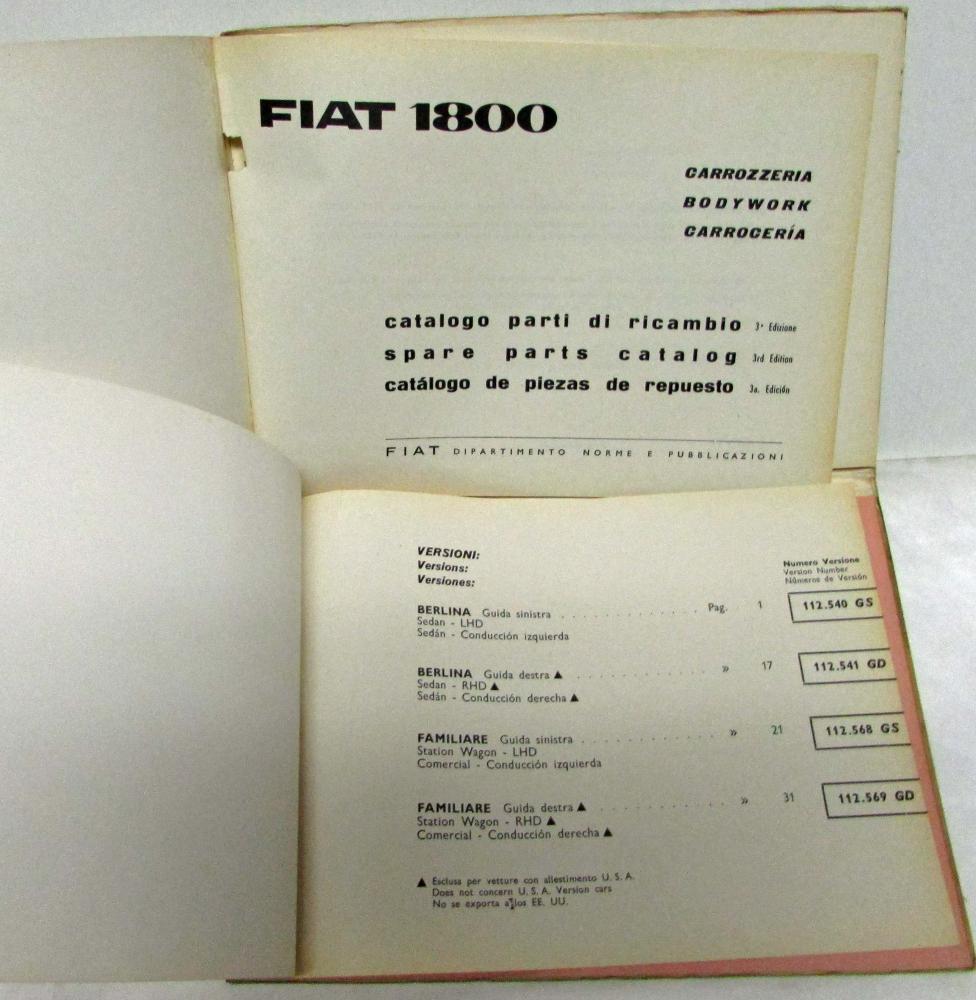 FIAT 1800
CARROZZERIA
BODYWORK
CARROCERÍA
catalogo parti di ricambio 3ª Edizione
spare parts catalog 3rd Edition
catálogo de piezas de repuesto 3a. Edición
FIAT DIPARTIMENTO NORME E PUBBLICAZIONI
VERSIONI:
Versions:
Versiones:
Numero Versione
Version Number
Números de Versión
BERLINA Guida sinistra . . . . . . . . . . . . Pag. 1 112.540 GS
Sedan - LHD
Sedán - Conducción izquierda
BERLINA Guida destra ▲ . . . . . . . . . . . . » 17 112.541 GD
Sedan - RHD ▲
Sedán - Conducción derecha ▲
FAMILIARE Guida sinistra . . . . . . . . . . . . » 21 112.568 GS
Station Wagon - LHD
Comercial - Conducción izquierda
FAMILIARE Guida destra ▲ . . . . . . . . . . . . » 31 112.569 GD
Station Wagon - RHD ▲
Comercial - Conducción derecha ▲
▲ Esclusa per vetture con allestimento U. S. A.
Does not concern U. S. A. Version cars
No se exporta a los EE. UU.